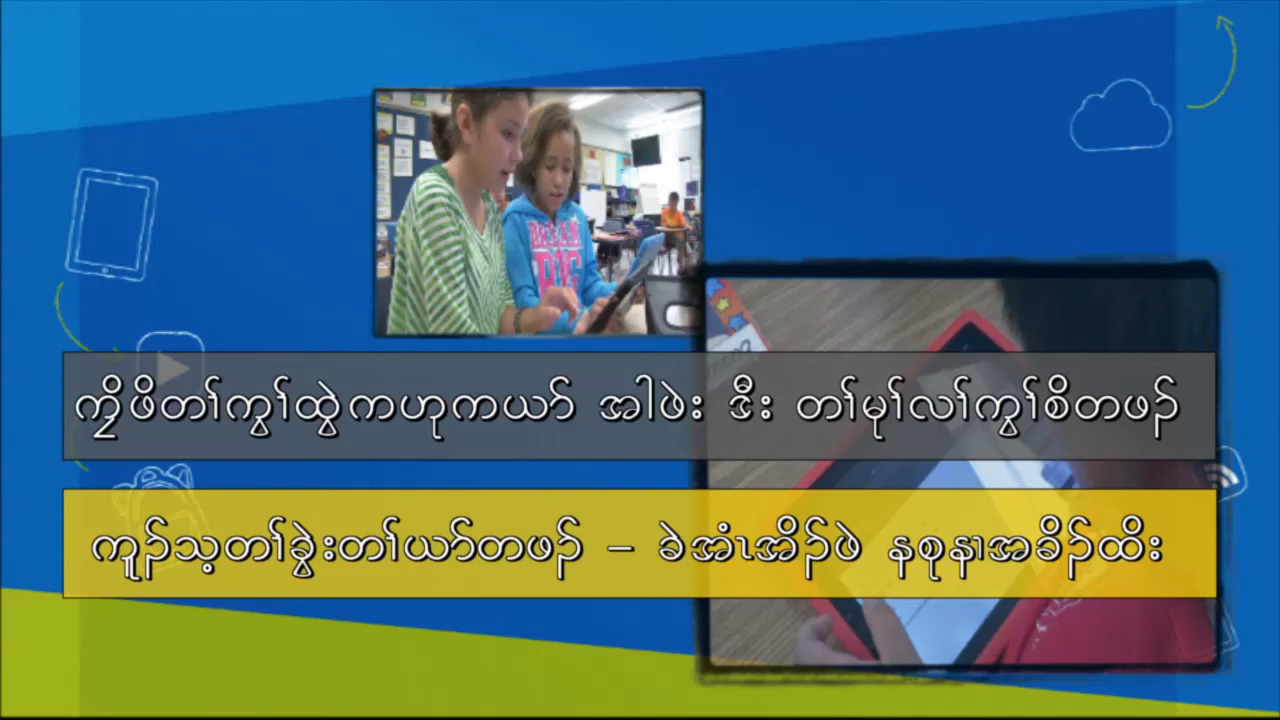 ကၠိဖိတၢ်ကွၢ်ထွဲကဟုကယာ် အါဖဲး ဒီး တၢ်မုၢ်လၢ်ကွၢ်စိတဖၣ်
ကူၣ်သ့တၢ်ခွဲးတၢ်ယာ်တဖၣ် – ခဲအံၤအိၣ်ဖဲ နစုနၢအခိၣ်ထိး